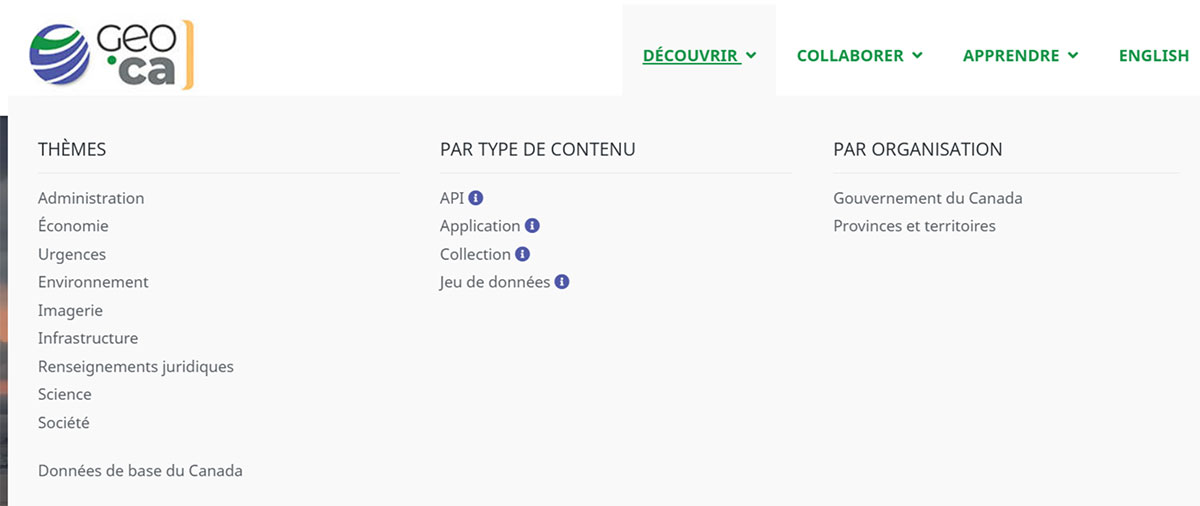 GEO
.ca
DÉCOUVRIR
COLLABORER
APPRENDRE
ENGLISH
THÈMES
Administration
Économie
Urgences
Environnement
Imagerie
Infrastructure
Renseignements juridiques
Science
Société
Données de base du Canada
PAR TYPE DE CONTENU
API
Application
Collection
Jeu de données
PAR ORGANISATION
Gouvernement du Canada
Provinces et territoires